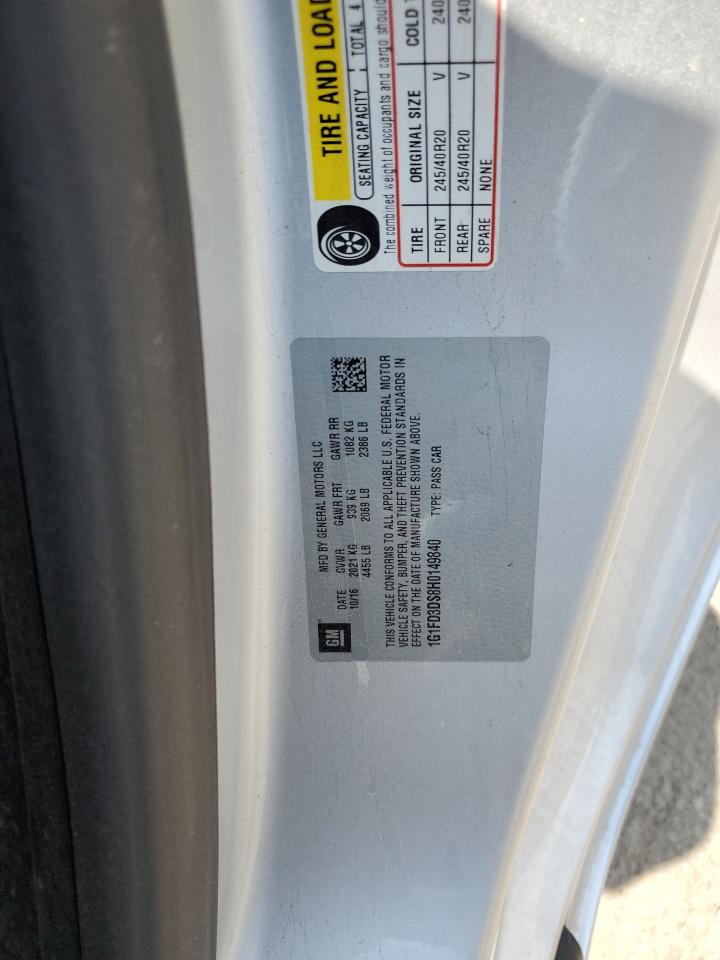 TIRE AND LOAD
SEATING CAPACITY TOTAL 4
The combined weight of occupants and cargo should
TIRE ORIGINAL SIZE COLD
FRONT 245/40R20 V 240
REAR 245/40R20 V 240
SPARE NONE
GM
®
MFD BY GENERAL MOTORS LLC
DATE GVWR GAWR FRT GAWR RR
10/16 2021 KG 939 KG 1082 KG
4455 LB 2069 LB 2386 LB
THIS VEHICLE CONFORMS TO ALL APPLICABLE U.S. FEDERAL MOTOR
VEHICLE SAFETY, BUMPER, AND THEFT PREVENTION STANDARDS IN
EFFECT ON THE DATE OF MANUFACTURE SHOWN ABOVE.
1G1FD3DS8H0149840 TYPE: PASS CAR